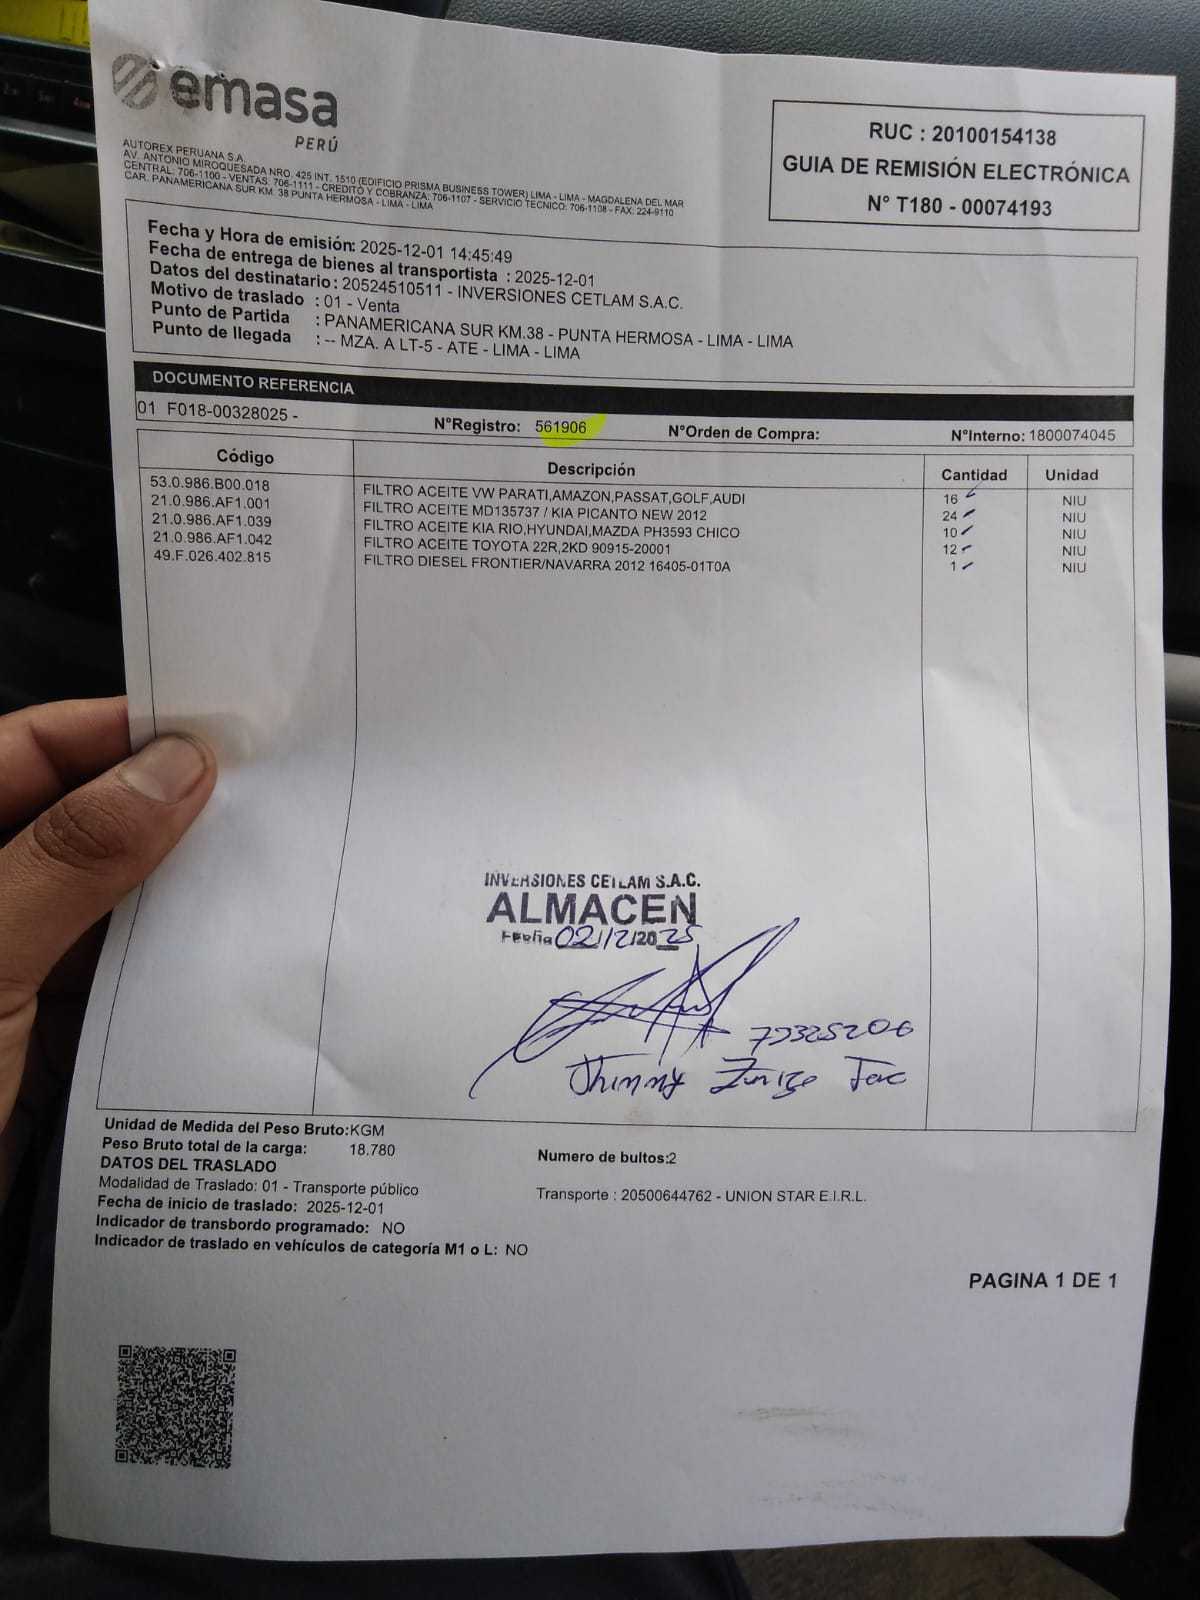 emasa
PERÚ
AUTOREX PERUANA S.A.
AV. ANTONIO MIROQUESADA NRO. 425 INT. 1510 (EDIFICIO PRISMA BUSINESS TOWER) LIMA - LIMA - MAGDALENA DEL MAR
CENTRAL: 706-1100 - VENTAS: 706-1111 - CREDITO Y COBRANZA: 706-1107 - SERVICIO TECNICO: 706-1108 - FAX: 224-9110
CAR. PANAMERICANA SUR KM. 38 PUNTA HERMOSA - LIMA - LIMA
RUC : 20100154138
GUIA DE REMISIÓN ELECTRÓNICA
N° T180 - 00074193
Fecha y Hora de emisión: 2025-12-01 14:45:49
Fecha de entrega de bienes al transportista : 2025-12-01
Datos del destinatario: 20524510511 - INVERSIONES CETLAM S.A.C.
Motivo de traslado : 01 - Venta
Punto de Partida : PANAMERICANA SUR KM.38 - PUNTA HERMOSA - LIMA - LIMA
Punto de llegada : -- MZA. A LT-5 - ATE - LIMA - LIMA
DOCUMENTO REFERENCIA
01 F018-00328025 - N°Registro: 561906 N°Orden de Compra: N°Interno: 1800074045
Código Descripción Cantidad Unidad
53.0.986.B00.018 FILTRO ACEITE VW PARATI,AMAZON,PASSAT,GOLF,AUDI 16 NIU
21.0.986.AF1.001 FILTRO ACEITE MD135737 / KIA PICANTO NEW 2012 24 NIU
21.0.986.AF1.039 FILTRO ACEITE KIA RIO,HYUNDAI,MAZDA PH3593 CHICO 10 NIU
21.0.986.AF1.042 FILTRO ACEITE TOYOTA 22R,2KD 90915-20001 12 NIU
49.F.026.402.815 FILTRO DIESEL FRONTIER/NAVARRA 2012 16405-01T0A 1 NIU
INVERSIONES CETLAM S.A.C.
ALMACEN
Fecha 02/12/2025
Jhinny
Unidad de Medida del Peso Bruto:KGM
Peso Bruto total de la carga: 18.780 Numero de bultos:2
DATOS DEL TRASLADO
Modalidad de Traslado: 01 - Transporte público Transporte : 20500644762 - UNION STAR E.I.R.L.
Fecha de inicio de traslado: 2025-12-01
Indicador de transbordo programado: NO
Indicador de traslado en vehículos de categoría M1 o L: NO
PAGINA 1 DE 1